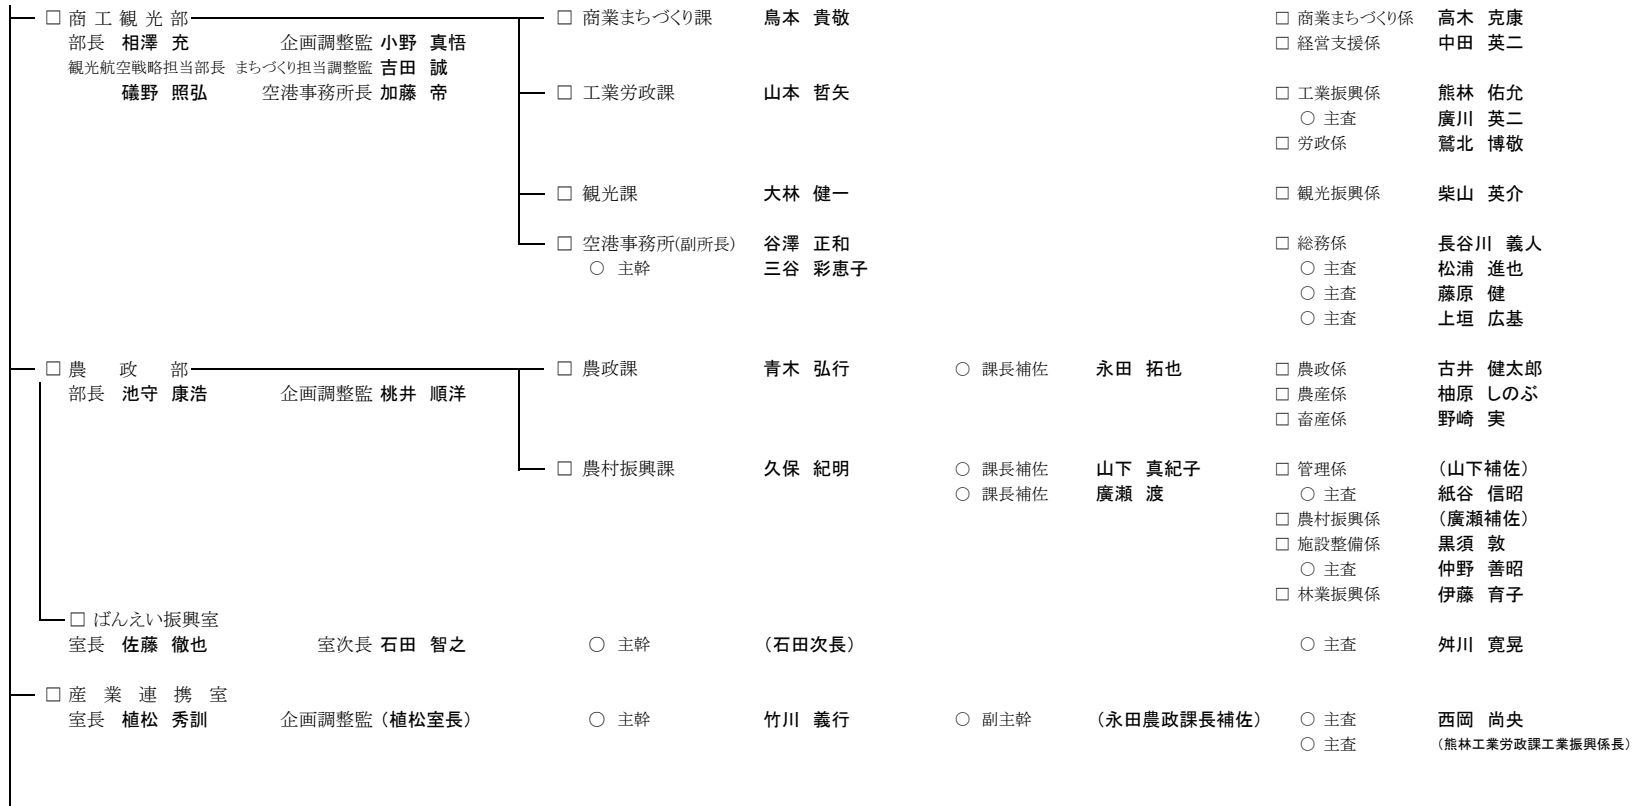 □ 商工観光部 □ 商業まちづくり課 鳥本 貴敬 □ 商業まちづくり係 高木 克康
部長 相澤 充 企画調整監 小野 真悟 □ 経営支援係 中田 英二
観光航空戦略担当部長 まちづくり担当調整監 吉田 誠
礒野 照弘 空港事務所長 加藤 帝 □ 工業労政課 山本 哲矢 □ 工業振興係 熊林 佑允
○ 主査 廣川 英二
□ 労政係 鷲北 博敬
□ 観光課 大林 健一 □ 観光振興係 柴山 英介
□ 空港事務所(副所長) 谷澤 正和 □ 総務係 長谷川 義人
○ 主幹 三谷 彩恵子 ○ 主査 松浦 進也
○ 主査 藤原 健
○ 主査 上垣 広基
□ 農政部 □ 農政課 青木 弘行 ○ 課長補佐 永田 拓也 □ 農政係 古井 健太郎
部長 池守 康浩 企画調整監 桃井 順洋 □ 農産係 柚原 しのぶ
□ 畜産係 野崎 実
□ 農村振興課 久保 紀明 ○ 課長補佐 山下 真紀子 □ 管理係 (山下補佐)
○ 課長補佐 廣瀬 渡 ○ 主査 紙谷 信昭
□ 農村振興係 (廣瀬補佐)
□ 施設整備係 黒須 敦
○ 主査 仲野 善昭
□ 林業振興係 伊藤 育子
□ ばんえい振興室
室長 佐藤 徹也 室次長 石田 智之 ○ 主幹 (石田次長) ○ 主査 舛川 寛晃
□ 産業連携室
室長 植松 秀訓 企画調整監 (植松室長) ○ 主幹 竹川 義行 ○ 副主幹 (永田農政課長補佐) ○ 主査 西岡 尚央
○ 主査 (熊林工業労政課工業振興係長)